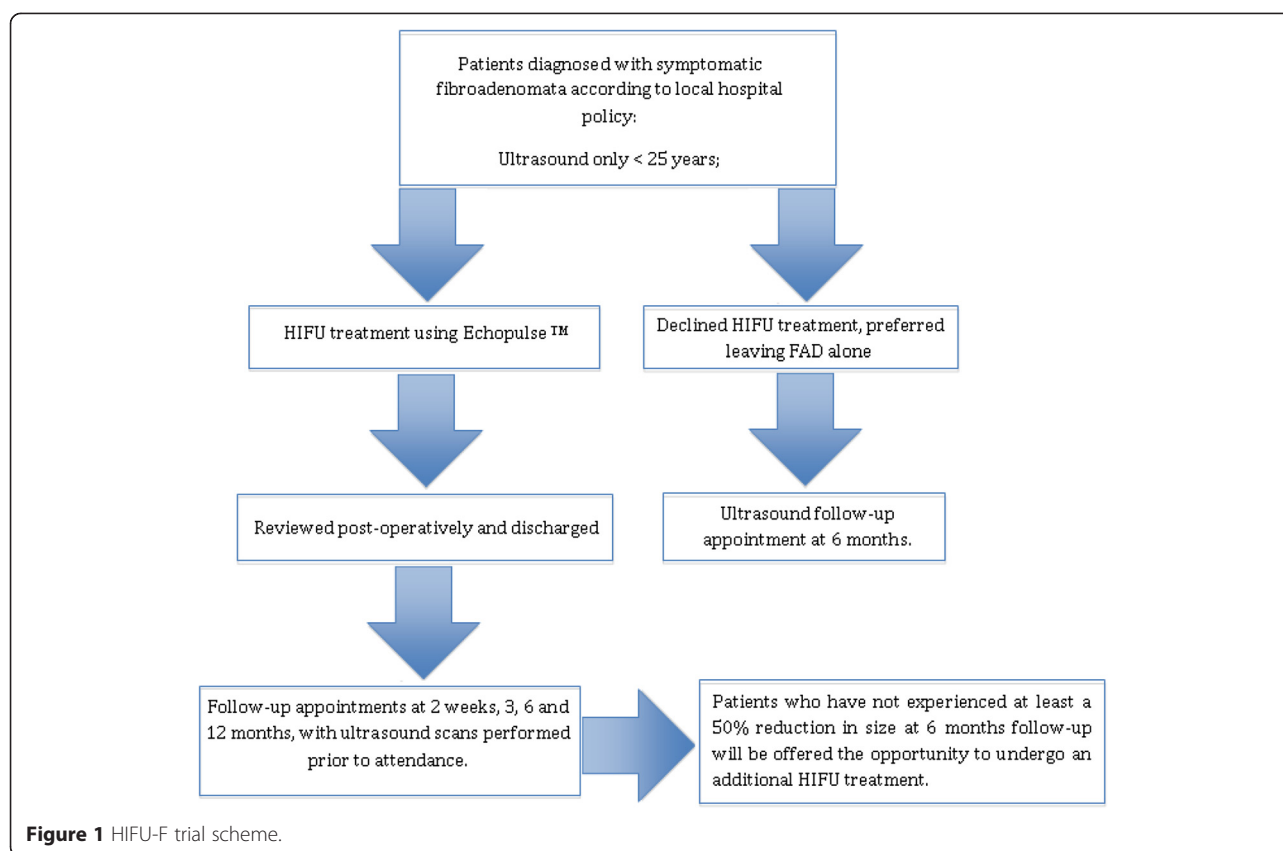 Patients diagnosed with symptomatic
fibroadenomata according to local hospital
policy:
Ultrasound only < 25 years;
HIFU treatment using Echopulse ™
Declined HIFU treatment, preferred
leaving FAD alone
Reviewed post-operatively and discharged
Ultrasound follow-up
appointment at 6 months.
Follow-up appointments at 2 weeks, 3, 6 and
12 months, with ultrasound scans performed
prior to attendance.
Patients who have not experienced at least a
50% reduction in size at 6 months follow-up
will be offered the opportunity to undergo an
additional HIFU treatment.
Figure 1 HIFU-F trial scheme.